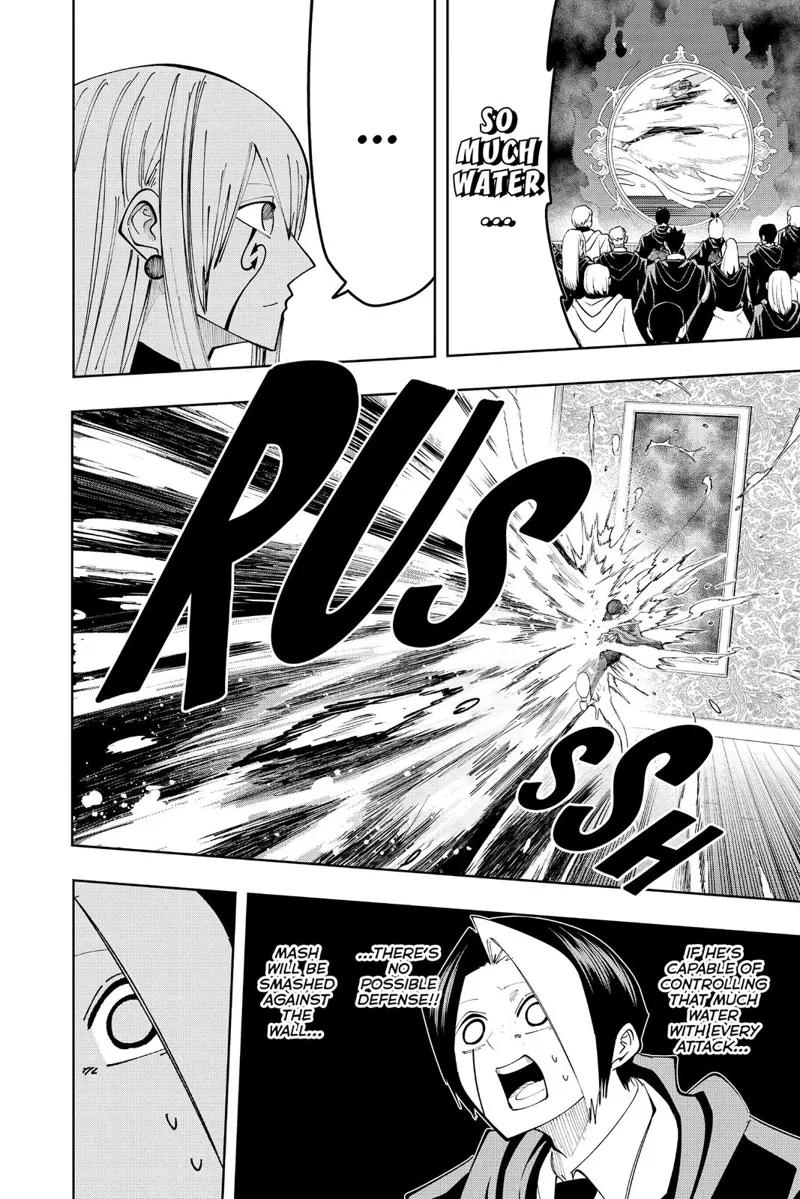 SO
MUCH
WATER
...
...
RUS
SSH
IF HE'S
CAPABLE OF
CONTROLLING
THAT MUCH
WATER
WITH EVERY
ATTACK...
...THERE'S
NO
POSSIBLE
DEFENSE!!
MASH
WILL BE
SMASHED
AGAINST
THE
WALL...